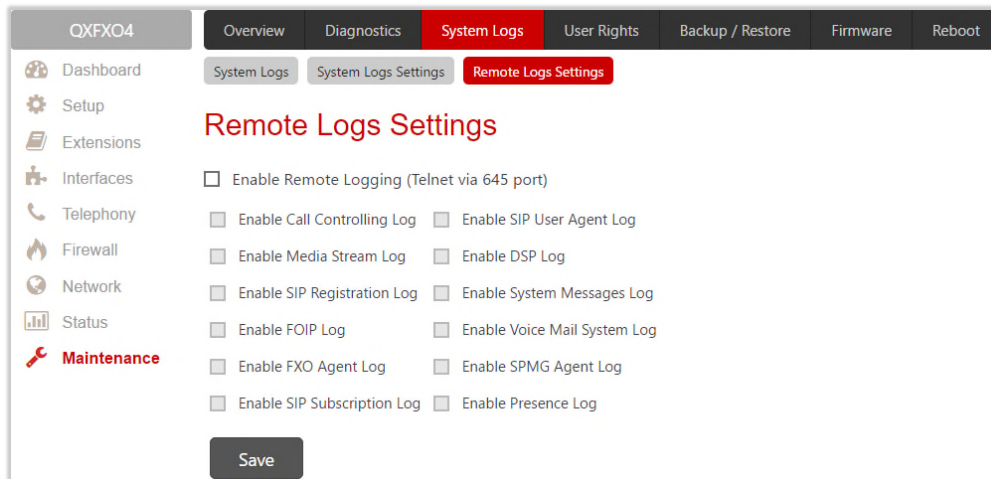 QXFXO4
Overview Diagnostics System Logs User Rights Backup / Restore Firmware Reboot
Dashboard
Setup
Extensions
Interfaces
Telephony
Firewall
Network
Status
Maintenance
System Logs System Logs Settings Remote Logs Settings
Remote Logs Settings
Enable Remote Logging (Telnet via 645 port)
Enable Call Controlling Log Enable SIP User Agent Log
Enable Media Stream Log Enable DSP Log
Enable SIP Registration Log Enable System Messages Log
Enable FOIP Log Enable Voice Mail System Log
Enable FXO Agent Log Enable SPMG Agent Log
Enable SIP Subscription Log Enable Presence Log
Save